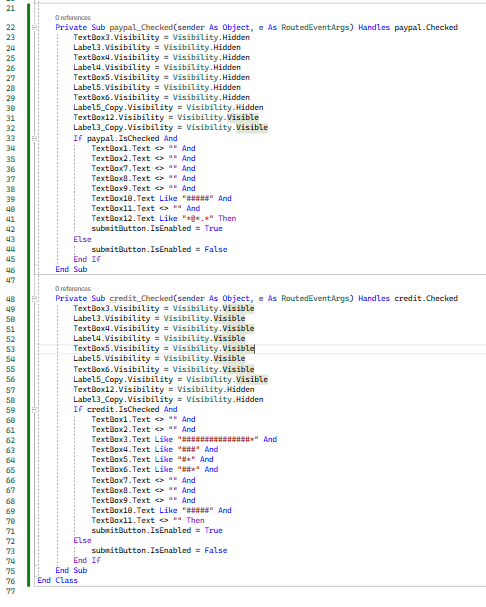 21
0 references
22 Private Sub paypal_Checked(sender As Object, e As RoutedEventArgs) Handles paypal.Checked
23 TextBox3.Visibility = Visibility.Hidden
24 Label3.Visibility = Visibility.Hidden
25 TextBox4.Visibility = Visibility.Hidden
26 Label4.Visibility = Visibility.Hidden
27 TextBox5.Visibility = Visibility.Hidden
28 Label5.Visibility = Visibility.Hidden
29 TextBox6.Visibility = Visibility.Hidden
30 Label5_Copy.Visibility = Visibility.Hidden
31 TextBox12.Visibility = Visibility.Visible
32 Label3_Copy.Visibility = Visibility.Visible
33 If paypal.IsChecked And
34 TextBox1.Text <> "" And
35 TextBox2.Text <> "" And
36 TextBox7.Text <> "" And
37 TextBox8.Text <> "" And
38 TextBox9.Text <> "" And
39 TextBox10.Text Like "#####" And
40 TextBox11.Text <> "" And
41 TextBox12.Text Like "*@*.*" Then
42 submitButton.IsEnabled = True
43 Else
44 submitButton.IsEnabled = False
45 End If
46 End Sub
47
0 references
48 Private Sub credit_Checked(sender As Object, e As RoutedEventArgs) Handles credit.Checked
49 TextBox3.Visibility = Visibility.Visible
50 Label3.Visibility = Visibility.Visible
51 TextBox4.Visibility = Visibility.Visible
52 Label4.Visibility = Visibility.Visible
53 TextBox5.Visibility = Visibility.Visible
54 Label5.Visibility = Visibility.Visible
55 TextBox6.Visibility = Visibility.Visible
56 Label5_Copy.Visibility = Visibility.Visible
57 TextBox12.Visibility = Visibility.Hidden
58 Label3_Copy.Visibility = Visibility.Hidden
59 If credit.IsChecked And
60 TextBox1.Text <> "" And
61 TextBox2.Text <> "" And
62 TextBox3.Text Like "###############*" And
63 TextBox4.Text Like "###" And
64 TextBox5.Text Like "#*" And
65 TextBox6.Text Like "##*" And
66 TextBox7.Text <> "" And
67 TextBox8.Text <> "" And
68 TextBox9.Text <> "" And
69 TextBox10.Text Like "#####" And
70 TextBox11.Text <> "" Then
71 submitButton.IsEnabled = True
72 Else
73 submitButton.IsEnabled = False
74 End If
75 End Sub
76 End Class
77